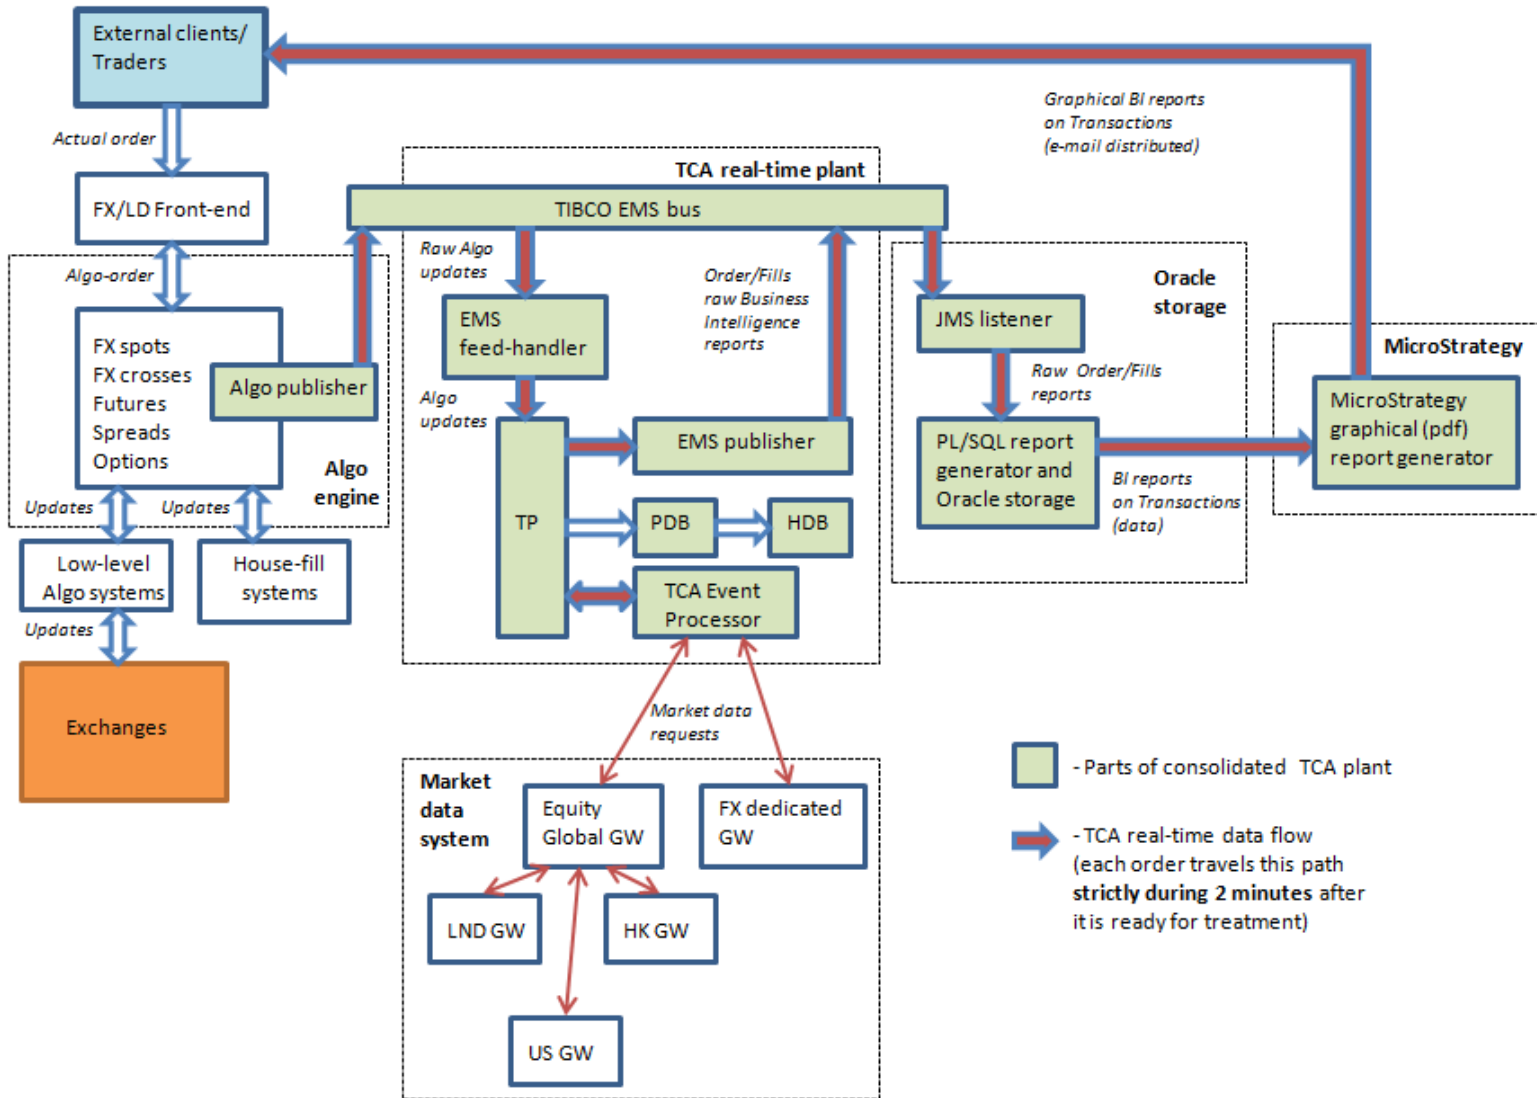 External clients/
Traders
Actual order
FX/LD Front-end
Algo-order
FX spots
FX crosses
Futures
Spreads
Options
Algo publisher
Algo
engine
Updates
Updates
Low-level
Algo systems
House-fill
systems
Updates
Exchanges
TCA real-time plant
TIBCO EMS bus
Raw Algo
updates
EMS
feed-handler
Algo
updates
Order/Fills
raw Business
Intelligence
reports
TP
EMS publisher
PDB
HDB
TCA Event
Processor
Market data
requests
Market
data
system
Equity
Global GW
FX dedicated
GW
LND GW
HK GW
US GW
Graphical BI reports
on Transactions
(e-mail distributed)
Oracle
storage
JMS listener
Raw Order/Fills
reports
PL/SQL report
generator and
Oracle storage
BI reports
on Transactions
(data)
MicroStrategy
MicroStrategy
graphical (pdf)
report generator
- Parts of consolidated TCA plant
- TCA real-time data flow
(each order travels this path
strictly during 2 minutes after
it is ready for treatment)